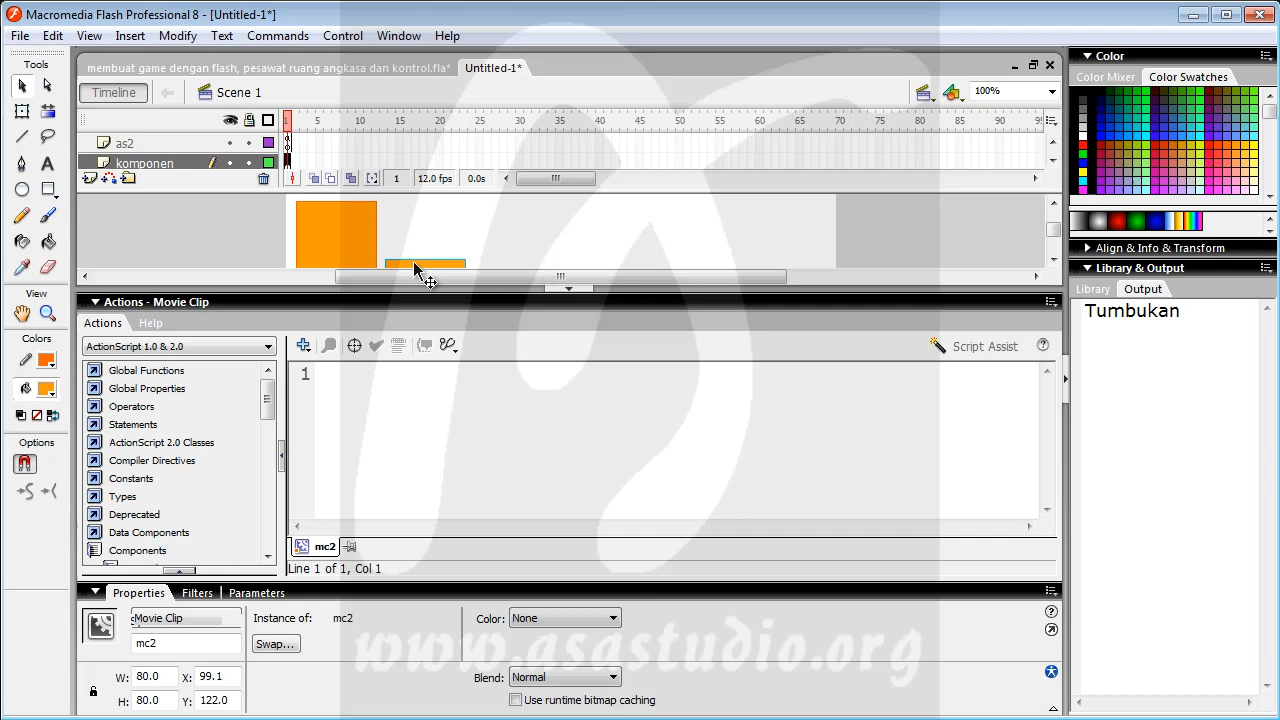 Macromedia Flash Professional 8 - [Untitled-1*]
File Edit View Insert Modify Text Commands Control Window Help
Tools
membuat game dengan flash, pesawat ruang angkasa dan kontrol.fla* Untitled-1*
Timeline Scene 1 100%
1 5 10 15 20 25 30 35 40 45 50 55 60 65 70 75 80 85 90 95
as2
komponen
1 12.0 fps 0.0s
View
Colors
Options
Color
Color Mixer Color Swatches
Align & Info & Transform
Library & Output
Library Output
Tumbukan
Actions - Movie Clip
Actions Help
ActionScript 1.0 & 2.0
Script Assist
Global Functions
Global Properties
Operators
Statements
ActionScript 2.0 Classes
Compiler Directives
Constants
Types
Deprecated
Data Components
Components
1
mc2
Line 1 of 1, Col 1
Properties Filters Parameters
Movie Clip Instance of: mc2 Color: None
mc2 Swap...
W: 80.0 X: 99.1 Blend: Normal
H: 80.0 Y: 122.0 Use runtime bitmap caching
www.asastudio.org